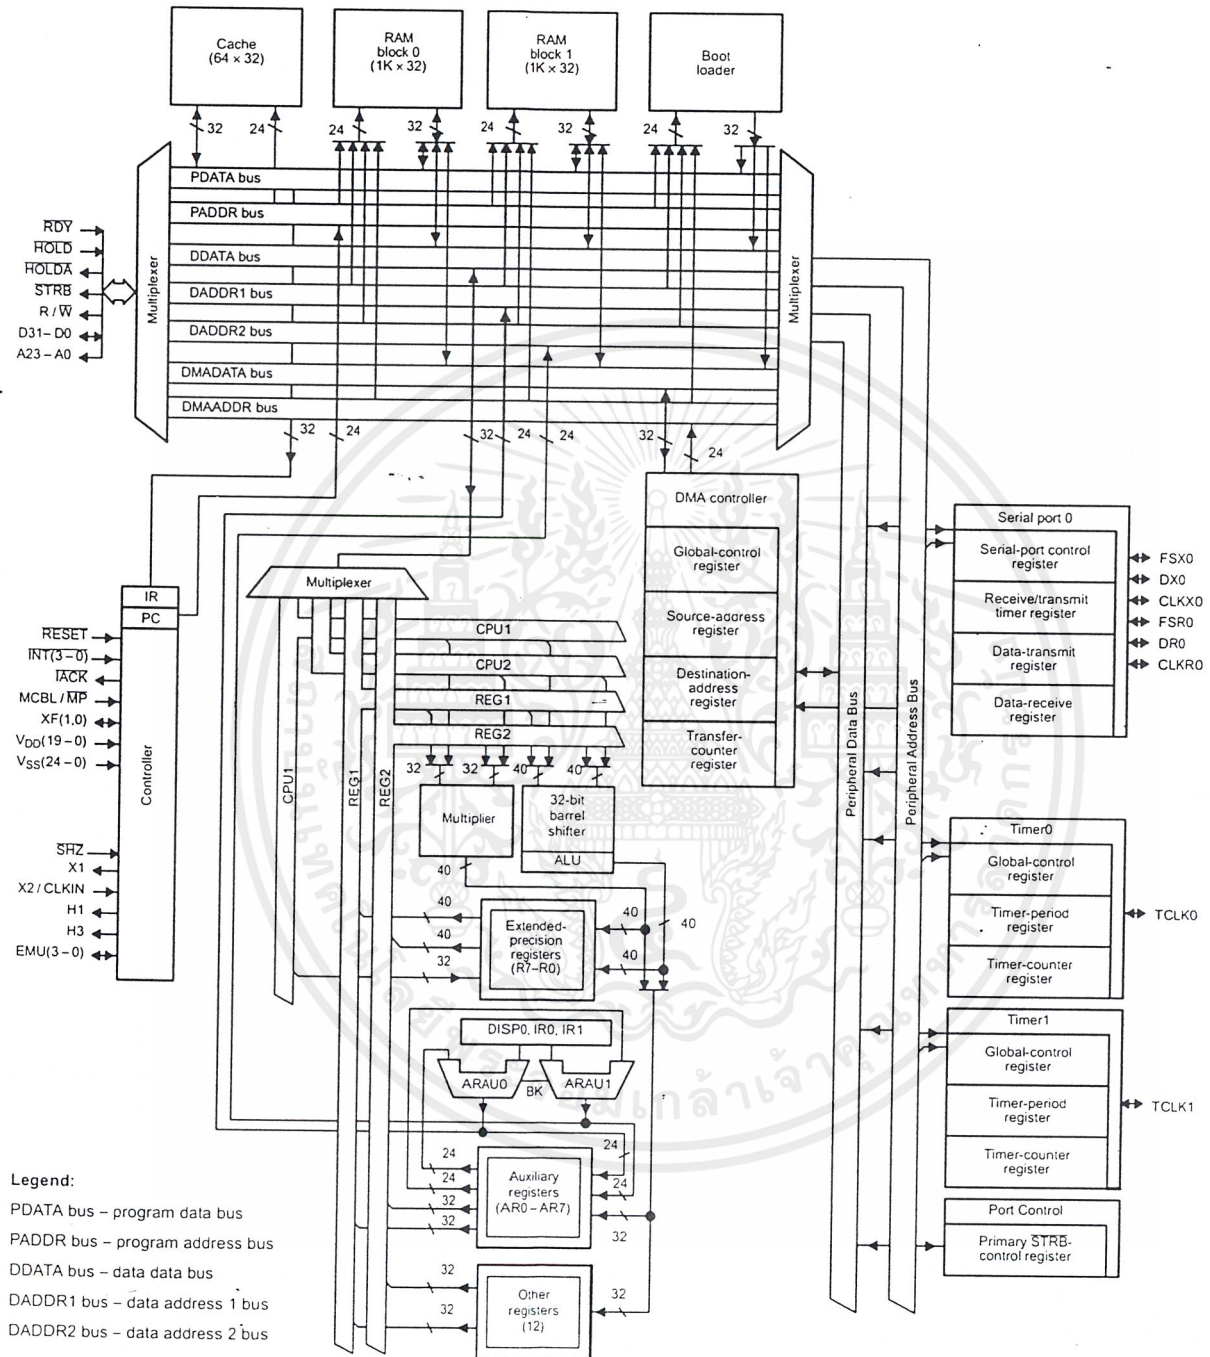 Cache
(64 × 32)
RAM
block 0
(1K × 32)
RAM
block 1
(1K × 32)
Boot
loader
32
24
24
32
24
32
24
32
PDATA bus
PADDR bus
DDATA bus
DADDR1 bus
DADDR2 bus
DMADATA bus
DMAADDR bus
Multiplexer
Multiplexer
R̅D̅Y̅
H̅O̅L̅D̅
H̅O̅L̅D̅A̅
S̅T̅R̅B̅
R / W̅
D31 – D0
A23 – A0
32
24
32
24
24
32
24
DMA controller
Global-control
register
Source-address
register
Destination-
address
register
Transfer-
counter
register
Peripheral Data Bus
Peripheral Address Bus
Serial port 0
Serial-port control
register
Receive/transmit
timer register
Data-transmit
register
Data-receive
register
FSX0
DX0
CLKX0
FSR0
DR0
CLKR0
Timer0
Global-control
register
Timer-period
register
Timer-counter
register
TCLK0
Timer1
Global-control
register
Timer-period
register
Timer-counter
register
TCLK1
Port Control
Primary S̅T̅R̅B̅-
control register
IR
PC
Controller
R̅E̅S̅E̅T̅
I̅N̅T̅(3 – 0)
I̅A̅C̅K̅
MCBL / M̅P̅
XF(1,0)
VDD(19 – 0)
VSS(24 – 0)
S̅H̅Z̅
X1
X2 / CLKIN
H1
H3
EMU(3 – 0)
Multiplexer
CPU1
CPU2
REG1
REG2
CPU1
REG1
REG2
32
32
40
40
Multiplier
32-bit
barrel
shifter
ALU
40
40
40
32
40
40
40
Extended-
precision
registers
(R7–R0)
DISP0, IR0, IR1
ARAU0
BK
ARAU1
24
24
32
32
24
24
32
Auxiliary
registers
(AR0 – AR7)
32
32
32
Other
registers
(12)
Legend:
PDATA bus – program data bus
PADDR bus – program address bus
DDATA bus – data data bus
DADDR1 bus – data address 1 bus
DADDR2 bus – data address 2 bus